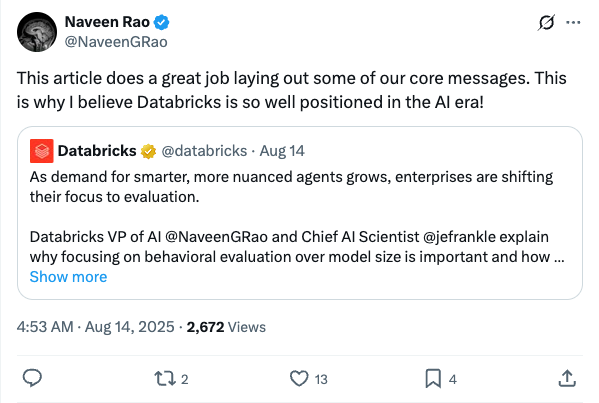 Naveen Rao
@NaveenGRao
This article does a great job laying out some of our core messages. This
is why I believe Databricks is so well positioned in the AI era!
Databricks @databricks · Aug 14
As demand for smarter, more nuanced agents grows, enterprises are shifting
their focus to evaluation.
Databricks VP of AI @NaveenGRao and Chief AI Scientist @jefrankle explain
why focusing on behavioral evaluation over model size is important and how ...
Show more
4:53 AM · Aug 14, 2025 · 2,672 Views
2 13 4